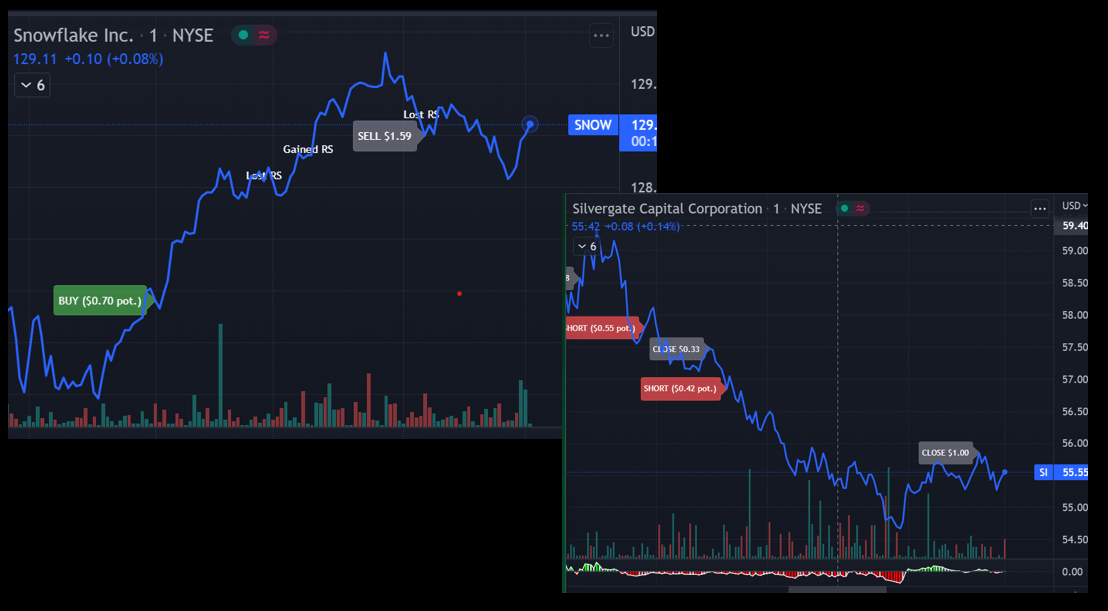 Snowflake Inc. · 1 · NYSE
USD
129.11 +0.10 (+0.08%)
6
129.
Lost RS
SNOW
129.
00:1
SELL $1.59
Gained RS
Lost RS
128.
BUY ($0.70 pot.)
Silvergate Capital Corporation · 1 · NYSE
USD
55.42 +0.08 (+0.14%)
59.40
6
59.00
8
58.50
58.00
SHORT ($0.55 pot.)
CLOSE $0.33
57.50
57.00
SHORT ($0.42 pot.)
56.50
56.00
CLOSE $1.00
SI
55.55
55.00
54.50
0.00